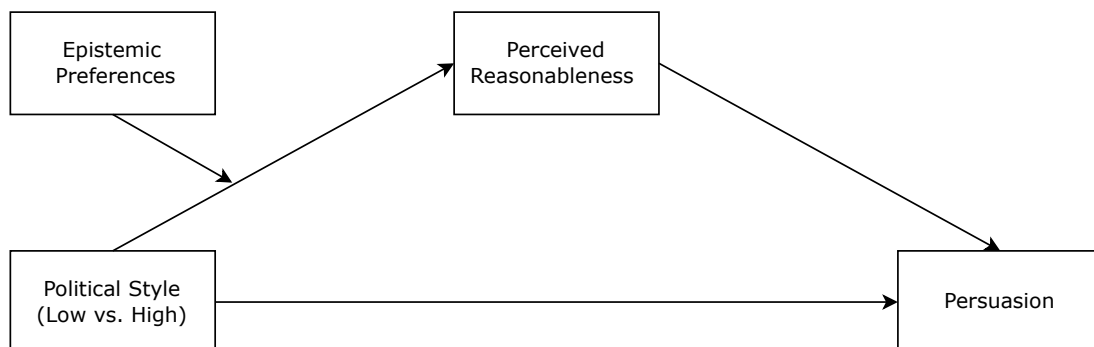 Epistemic
Preferences
Perceived
Reasonableness
Political Style
(Low vs. High)
Persuasion